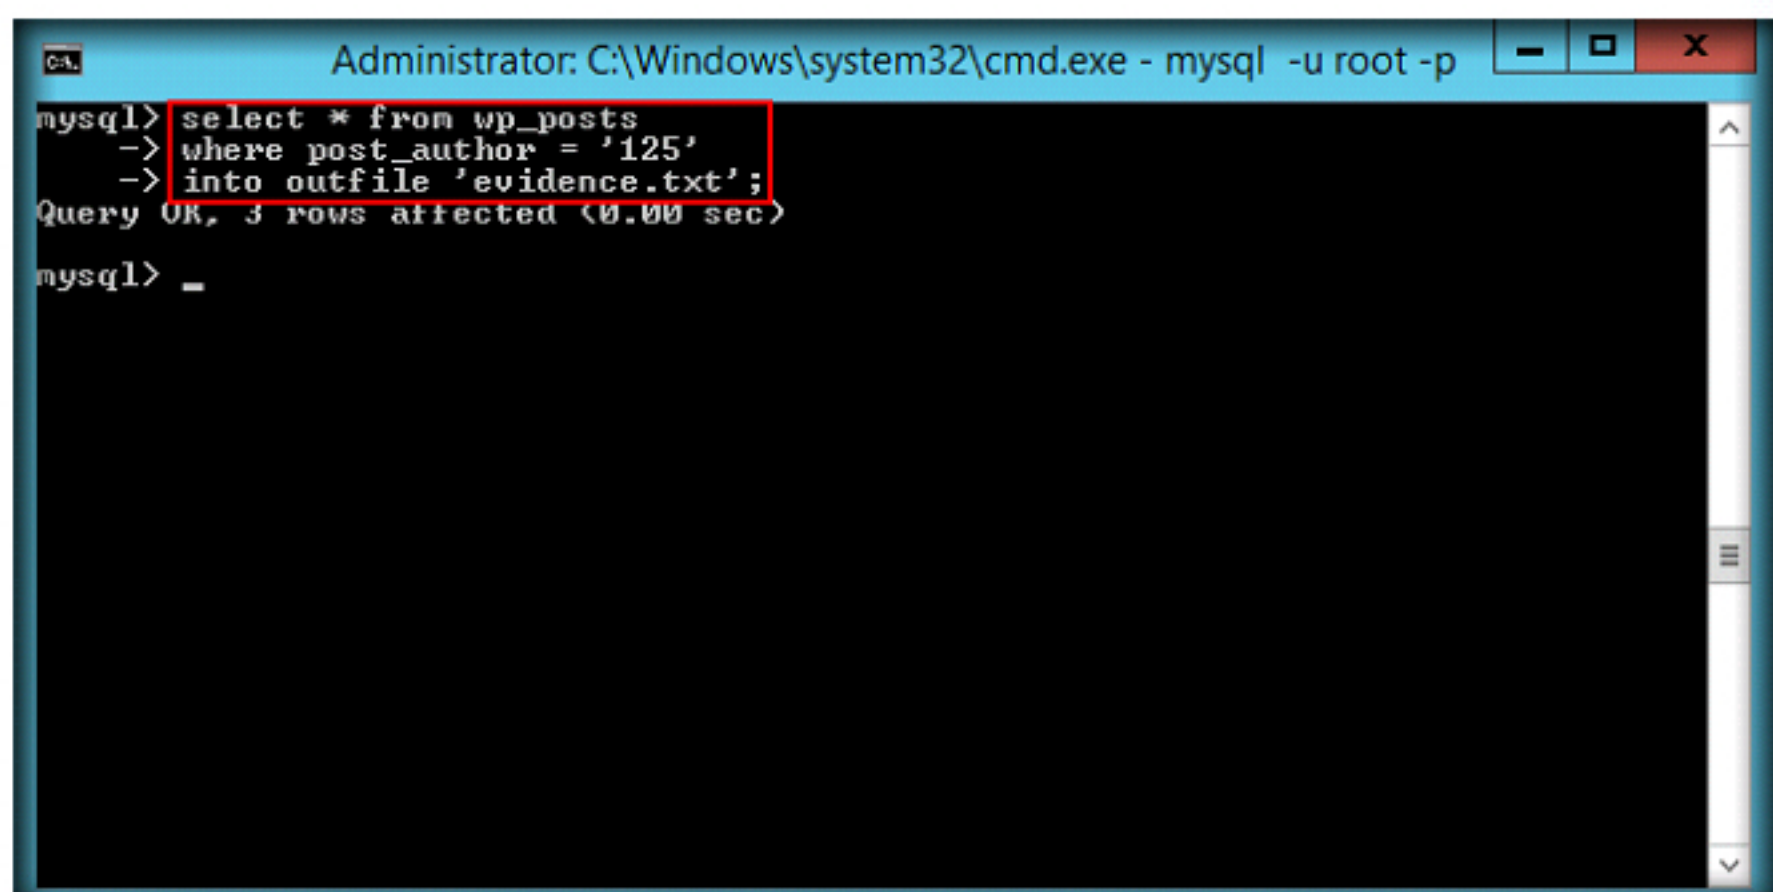 Administrator: C:\Windows\system32\cmd.exe - mysql  -u root -p
mysql> select * from wp_posts
    -> where post_author = '125'
    -> into outfile 'evidence.txt';
Query OK, 3 rows affected (0.00 sec)
mysql> _